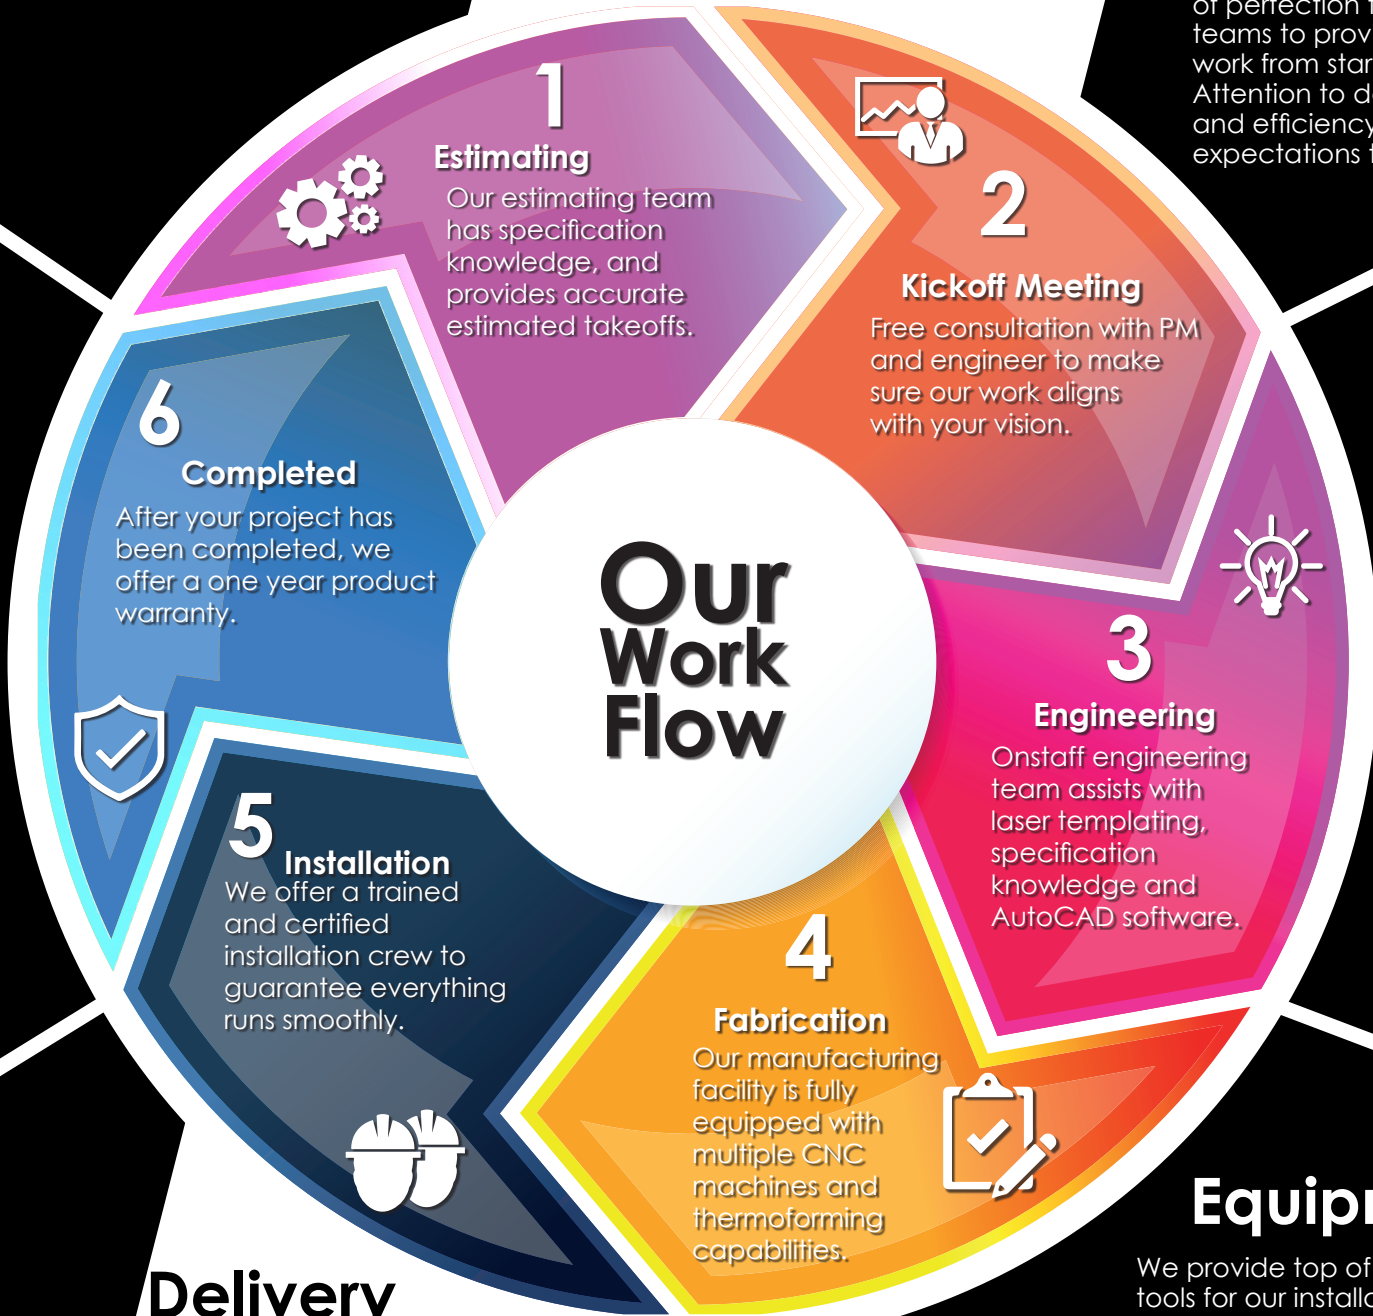 of perfection
teams to
work from
Attention to
and efficiency
expectations
1
Estimating
Our estimating team
has specification
knowledge, and
provides accurate
estimated takeoffs.
2
Kickoff Meeting
Free consultation with PM
and engineer to make
sure our work aligns
with your vision.
3
Engineering
Onstaff engineering
team assists with
laser templating,
specification
knowledge and
AutoCAD software.
4
Fabrication
Our manufacturing
facility is fully
equipped with
multiple CNC
machines and
thermoforming
capabilities.
5
Installation
We offer a trained
and certified
installation crew to
guarantee everything
runs smoothly.
6
Completed
After your project has
been completed, we
offer a one year product
warranty.
Our
Work
Flow
Delivery
We provide top of
tools for our